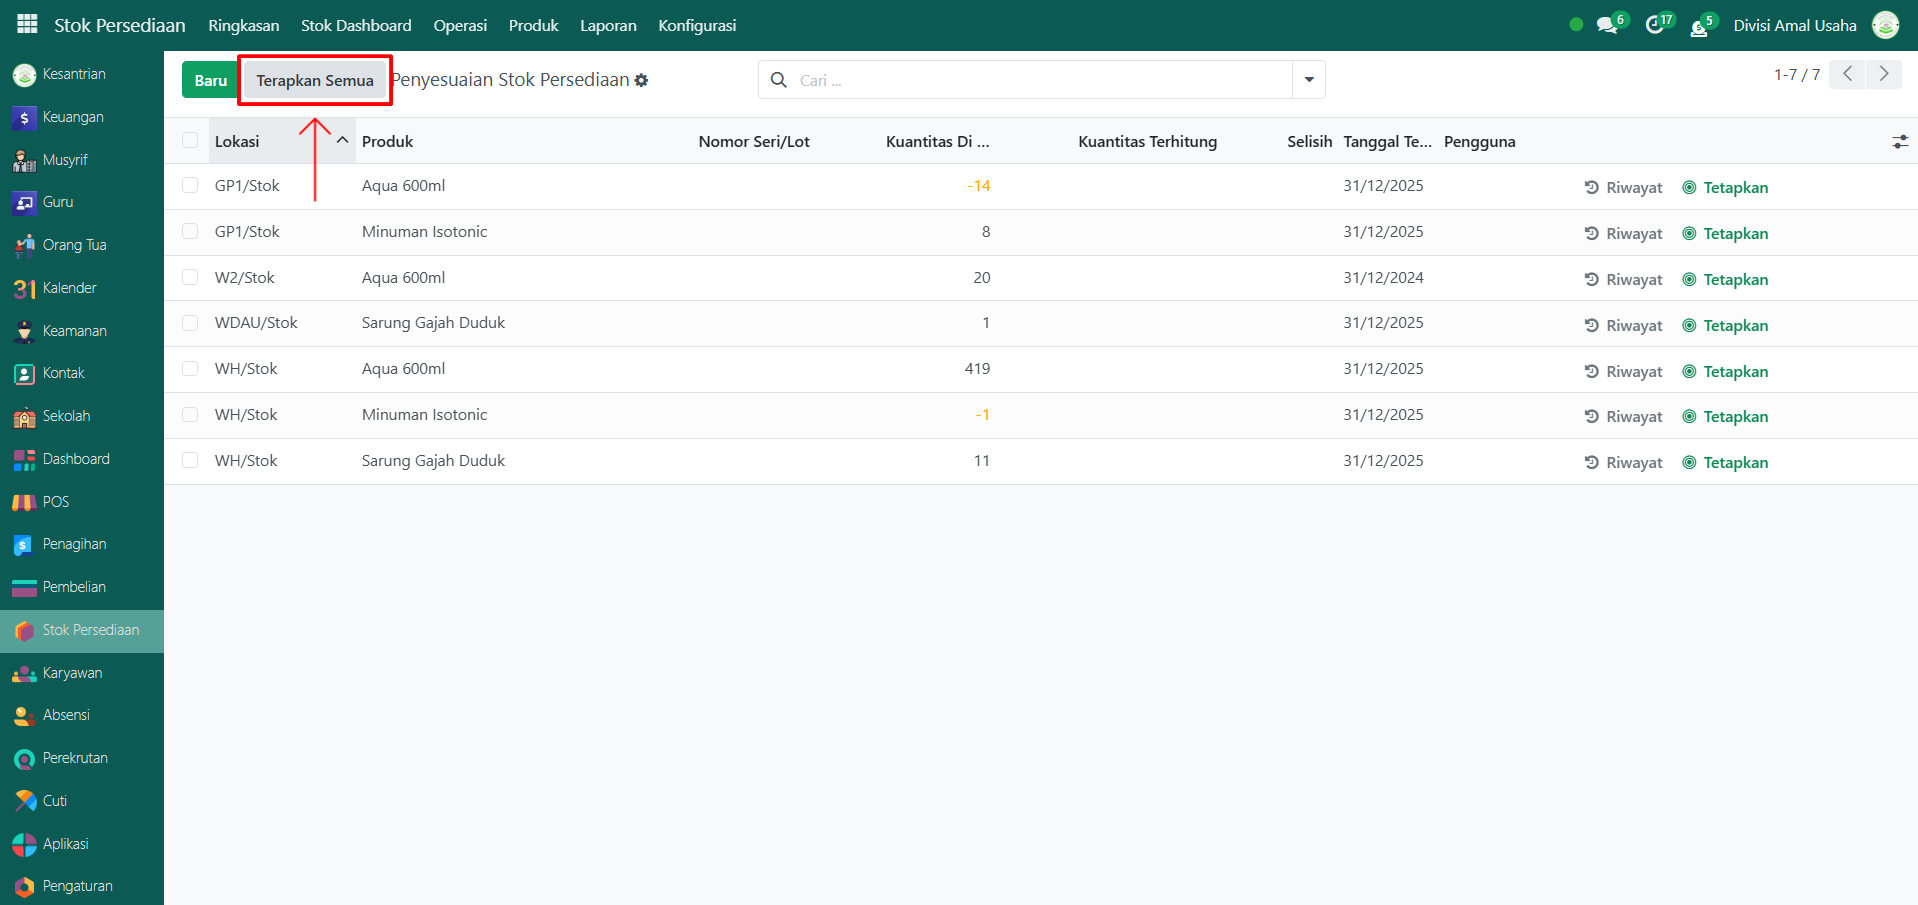 Stok Persediaan Ringkasan Stok Dashboard Operasi Produk Laporan Konfigurasi 6 17 5 Divisi Amal Usaha
Kesantrian
Keuangan
Musyrif
Guru
Orang Tua
31 Kalender
Keamanan
Kontak
Sekolah
Dashboard
POS
Penagihan
Pembelian
Stok Persediaan
Karyawan
Absensi
Perekrutan
Cuti
Aplikasi
Pengaturan
Baru Terapkan Semua Penyesuaian Stok Persediaan Cari ... 1-7 / 7
Lokasi Produk Nomor Seri/Lot Kuantitas Di ... Kuantitas Terhitung Selisih Tanggal Te... Pengguna
GP1/Stok Aqua 600ml -14 31/12/2025 Riwayat Tetapkan
GP1/Stok Minuman Isotonic 8 31/12/2025 Riwayat Tetapkan
W2/Stok Aqua 600ml 20 31/12/2024 Riwayat Tetapkan
WDAU/Stok Sarung Gajah Duduk 1 31/12/2025 Riwayat Tetapkan
WH/Stok Aqua 600ml 419 31/12/2025 Riwayat Tetapkan
WH/Stok Minuman Isotonic -1 31/12/2025 Riwayat Tetapkan
WH/Stok Sarung Gajah Duduk 11 31/12/2025 Riwayat Tetapkan